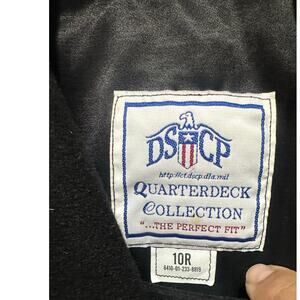 DSCP
http://ct.dscp.dla.mil
QUARTERDECK
COLLECTION
"...THE PERFECT FIT"
10R
8410-01-233-8819